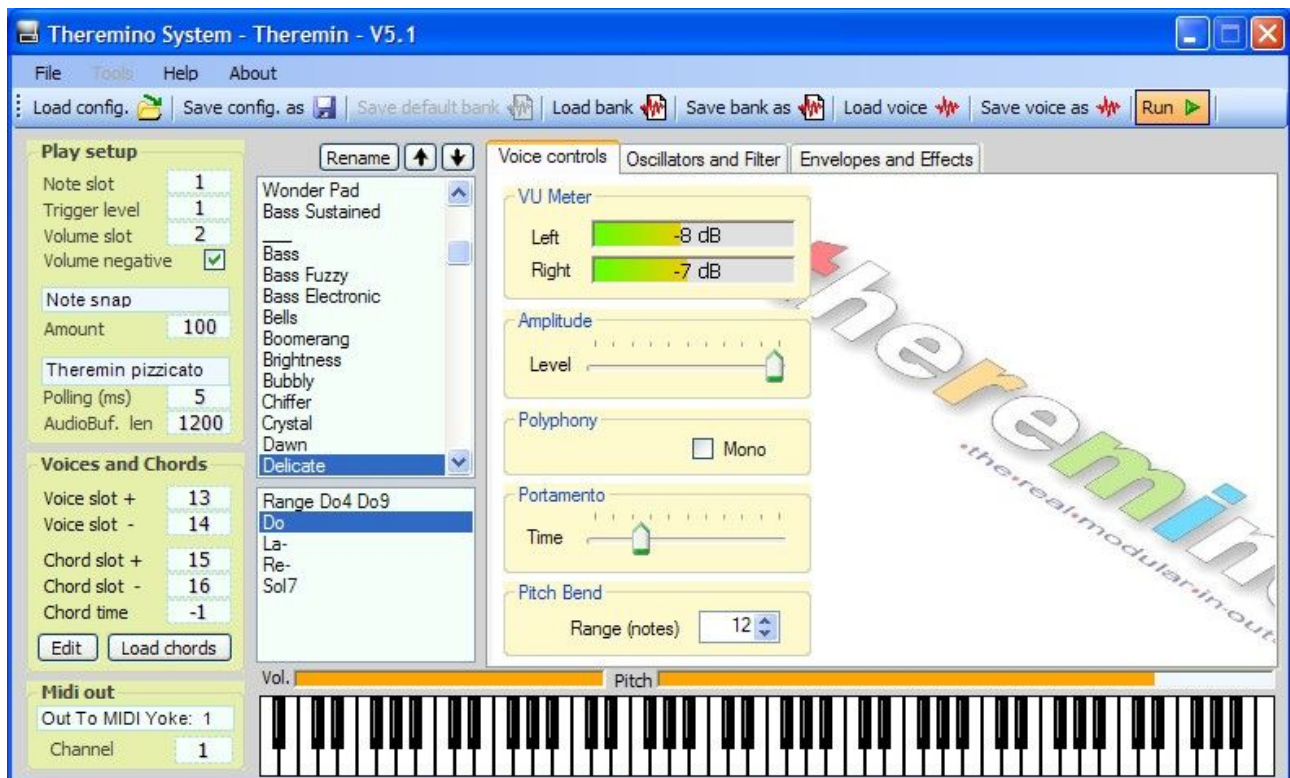 Theremino System - Theremin - V5.1
File Tools Help About
Load config. Save config. as Save default bank Load bank Save bank as Load voice Save voice as Run
Play setup
Note slot 1
Trigger level 1
Volume slot 2
Volume negative
Note snap
Amount 100
Theremin pizzicato
Polling (ms) 5
AudioBuf. len 1200
Voices and Chords
Voice slot + 13
Voice slot - 14
Chord slot + 15
Chord slot - 16
Chord time -1
Edit Load chords
Midi out
Out To MIDI Yoke: 1
Channel 1
Rename
Wonder Pad
Bass Sustained
___
Bass
Bass Fuzzy
Bass Electronic
Bells
Boomerang
Brightness
Bubbly
Chiffer
Crystal
Dawn
Delicate
Range Do4 Do9
Do
La-
Re-
Sol7
Voice controls Oscillators and Filter Envelopes and Effects
VU Meter
Left -8 dB
Right -7 dB
Amplitude
Level
Polyphony
Mono
Portamento
Time
Pitch Bend
Range (notes) 12
theremino
•the•real•modular•in•out•
Vol. Pitch